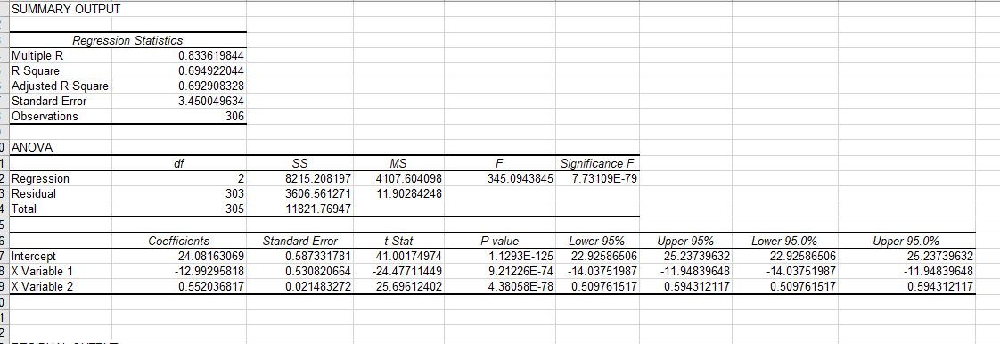 SUMMARY OUTPUT
Regression Statistics
Multiple R 0.833619844
R Square 0.694922044
Adjusted R Square 0.692908328
Standard Error 3.450049634
Observations 306
ANOVA
df SS MS F Significance F
Regression 2 8215.208197 4107.604098 345.0943845 7.73109E-79
Residual 303 3606.561271 11.90284248
Total 305 11821.76947
Coefficients Standard Error t Stat P-value Lower 95% Upper 95% Lower 95.0% Upper 95.0%
Intercept 24.08163069 0.587331781 41.00174974 1.1293E-125 22.92586506 25.23739632 22.92586506 25.23739632
X Variable 1 -12.99295818 0.530820664 -24.47711449 9.21226E-74 -14.03751987 -11.94839648 -14.03751987 -11.94839648
X Variable 2 0.552036817 0.021483272 25.69612402 4.38058E-78 0.509761517 0.594312117 0.509761517 0.594312117